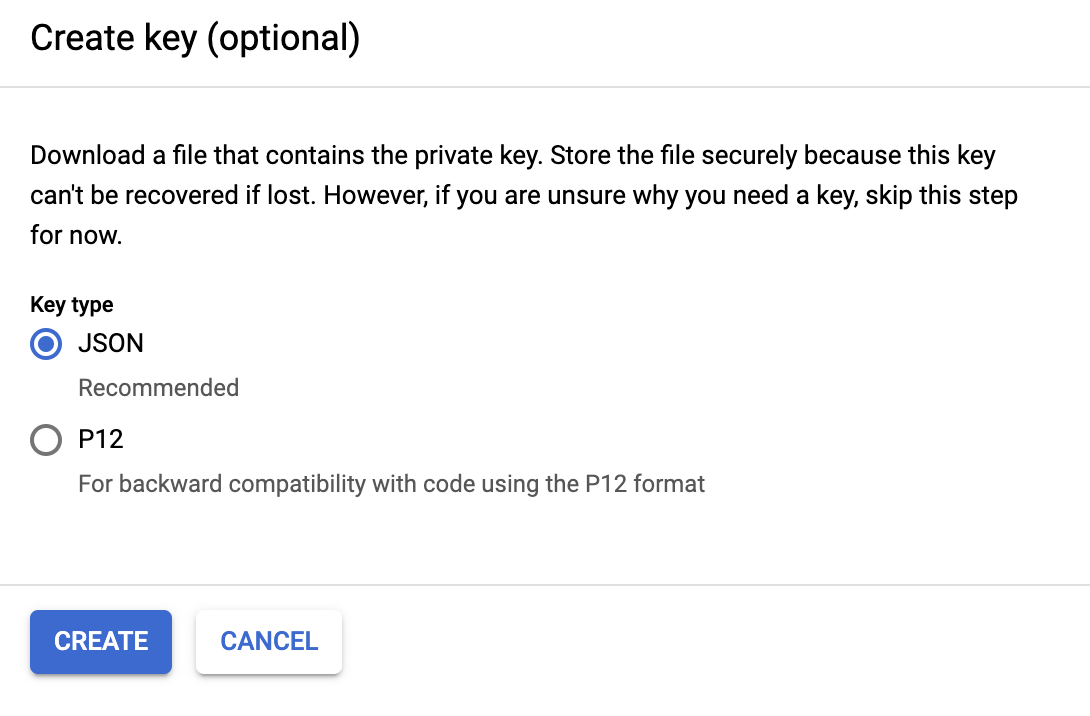 Create key (optional)
Download a file that contains the private key. Store the file securely because this key
can't be recovered if lost. However, if you are unsure why you need a key, skip this step
for now.
Key type
JSON
Recommended
P12
For backward compatibility with code using the P12 format
CREATE
CANCEL